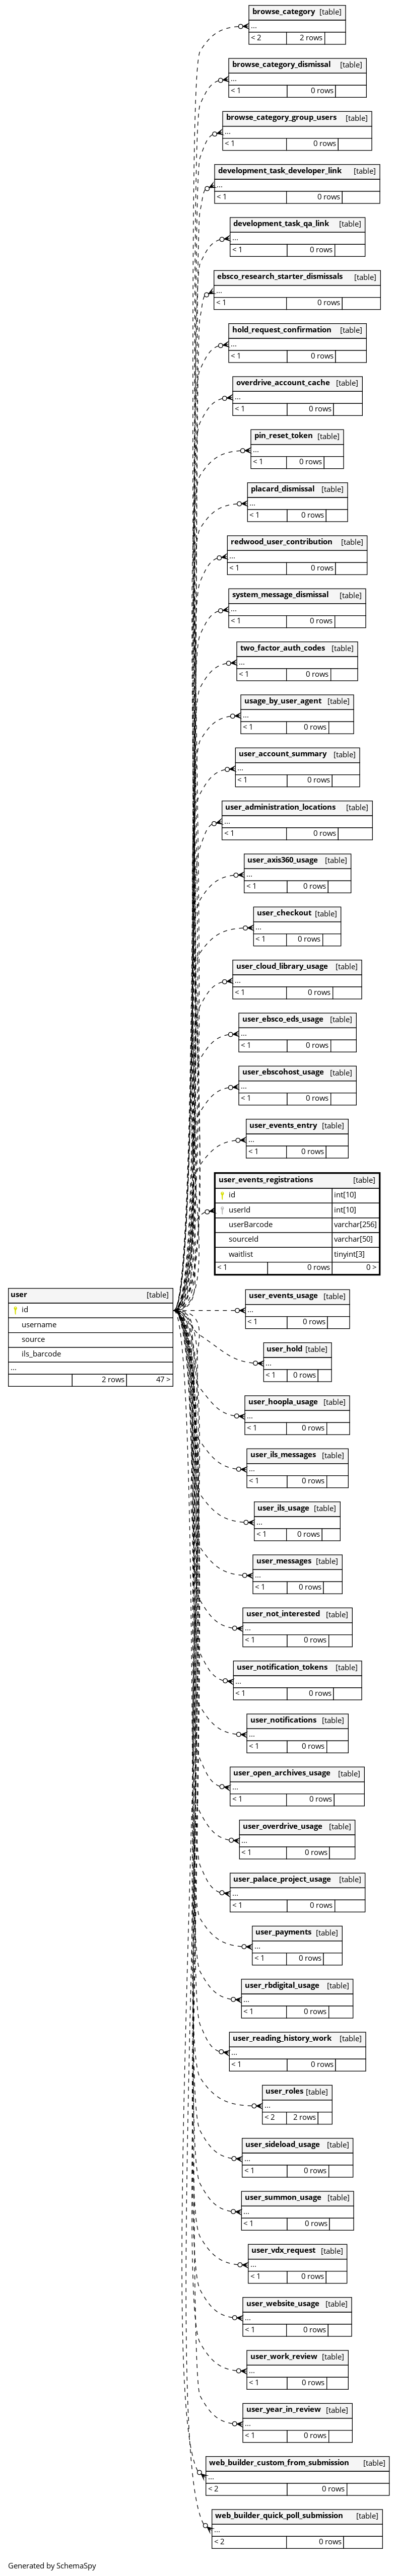 browse_category [table]
...
< 2 2 rows
browse_category_dismissal [table]
...
< 1 0 rows
browse_category_group_users [table]
...
< 1 0 rows
development_task_developer_link [table]
...
< 1 0 rows
development_task_qa_link [table]
...
< 1 0 rows
ebsco_research_starter_dismissals [table]
...
< 1 0 rows
hold_request_confirmation [table]
...
< 1 0 rows
overdrive_account_cache [table]
...
< 1 0 rows
pin_reset_token [table]
...
< 1 0 rows
placard_dismissal [table]
...
< 1 0 rows
redwood_user_contribution [table]
...
< 1 0 rows
system_message_dismissal [table]
...
< 1 0 rows
two_factor_auth_codes [table]
...
< 1 0 rows
usage_by_user_agent [table]
...
< 1 0 rows
user_account_summary [table]
...
< 1 0 rows
user_administration_locations [table]
...
< 1 0 rows
user_axis360_usage [table]
...
< 1 0 rows
user_checkout [table]
...
< 1 0 rows
user_cloud_library_usage [table]
...
< 1 0 rows
user_ebsco_eds_usage [table]
...
< 1 0 rows
user_ebscohost_usage [table]
...
< 1 0 rows
user_events_entry [table]
...
< 1 0 rows
user_events_registrations [table]
id int[10]
userId int[10]
userBarcode varchar[256]
sourceId varchar[50]
waitlist tinyint[3]
< 1 0 rows 0 >
user [table]
id
username
source
ils_barcode
...
2 rows 47 >
user_events_usage [table]
...
< 1 0 rows
user_hold [table]
...
< 1 0 rows
user_hoopla_usage [table]
...
< 1 0 rows
user_ils_messages [table]
...
< 1 0 rows
user_ils_usage [table]
...
< 1 0 rows
user_messages [table]
...
< 1 0 rows
user_not_interested [table]
...
< 1 0 rows
user_notification_tokens [table]
...
< 1 0 rows
user_notifications [table]
...
< 1 0 rows
user_open_archives_usage [table]
...
< 1 0 rows
user_overdrive_usage [table]
...
< 1 0 rows
user_palace_project_usage [table]
...
< 1 0 rows
user_payments [table]
...
< 1 0 rows
user_rbdigital_usage [table]
...
< 1 0 rows
user_reading_history_work [table]
...
< 1 0 rows
user_roles [table]
...
< 2 2 rows
user_sideload_usage [table]
...
< 1 0 rows
user_summon_usage [table]
...
< 1 0 rows
user_vdx_request [table]
...
< 1 0 rows
user_website_usage [table]
...
< 1 0 rows
user_work_review [table]
...
< 1 0 rows
user_year_in_review [table]
...
< 1 0 rows
web_builder_custom_from_submission [table]
...
< 2 0 rows
web_builder_quick_poll_submission [table]
...
< 2 0 rows
Generated by SchemaSpy